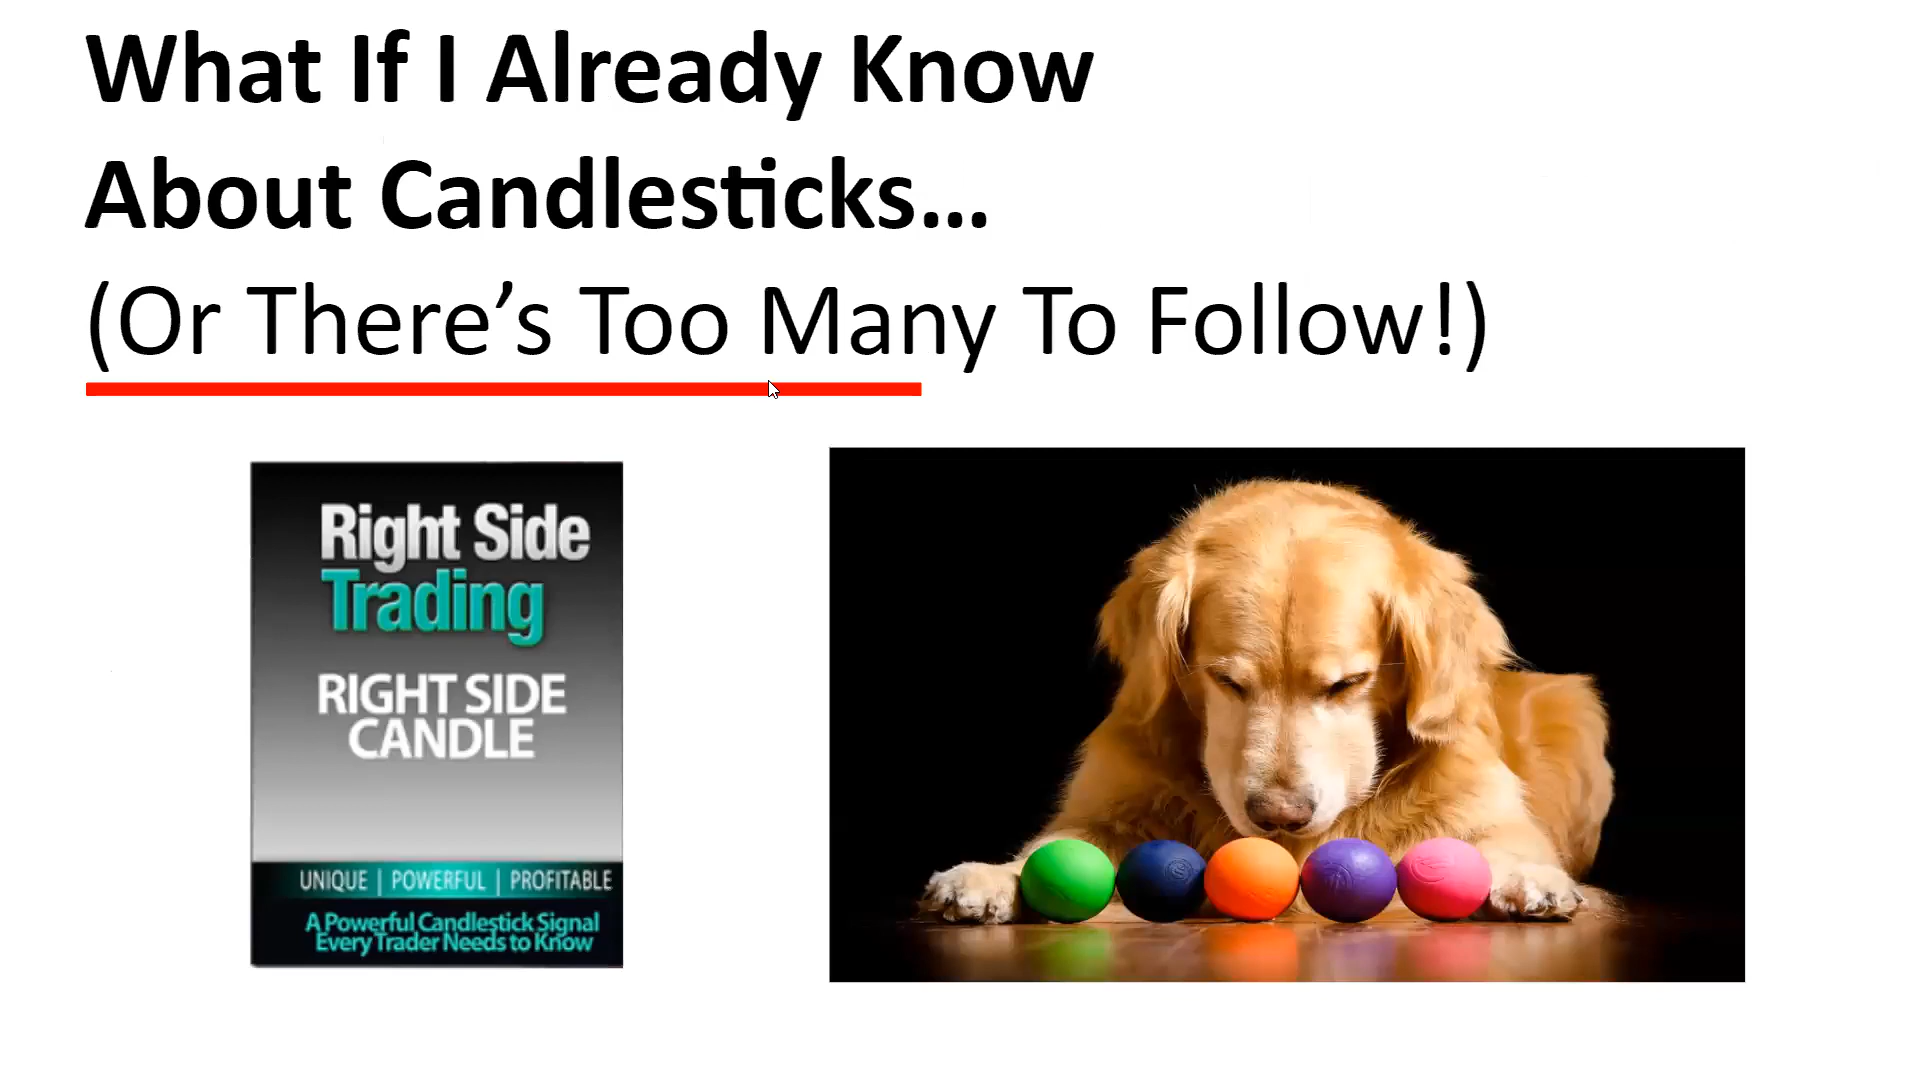 What If I Already Know
About Candlesticks...
(Or There’s Too Many To Follow!)
Right Side
Trading
RIGHT SIDE
CANDLE
UNIQUE | POWERFUL | PROFITABLE
A Powerful Candlestick Signal
Every Trader Needs to Know